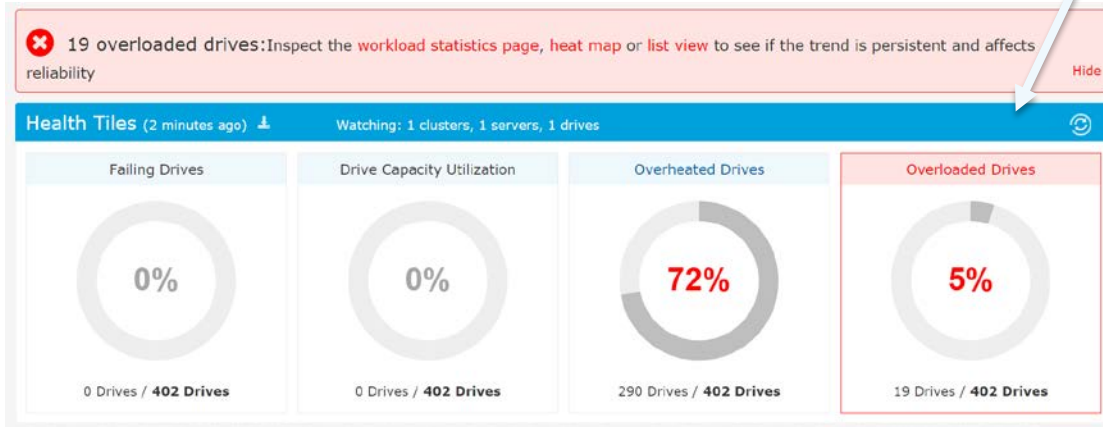 19 overloaded drives:Inspect the workload statistics page, heat map or list view to see if the trend is persistent and affects
reliability
Hide
Health Tiles (2 minutes ago)
Watching: 1 clusters, 1 servers, 1 drives
Failing Drives
Drive Capacity Utilization
Overheated Drives
Overloaded Drives
0%
0%
72%
5%
0 Drives / 402 Drives
0 Drives / 402 Drives
290 Drives / 402 Drives
19 Drives / 402 Drives